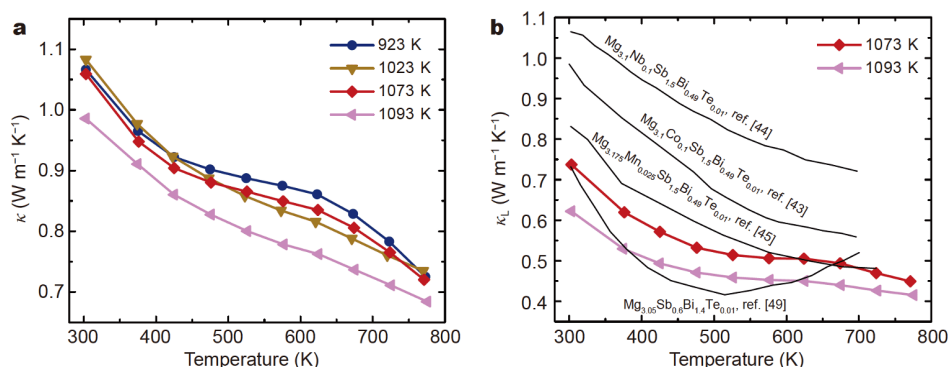 a
κ (W m⁻¹ K⁻¹)
1.1
1.0
0.9
0.8
0.7
923 K
1023 K
1073 K
1093 K
300 400 500 600 700 800
Temperature (K)
b
κL (W m⁻¹ K⁻¹)
1.1
1.0
0.9
0.8
0.7
0.6
0.5
0.4
1073 K
1093 K
Mg3.1Nb0.1Sb1.5Bi0.49Te0.01, ref. [44]
Mg3.1Co0.1Sb1.5Bi0.49Te0.01, ref. [43]
Mg3.175Mn0.025Sb1.5Bi0.49Te0.01, ref. [45]
Mg3.05Sb0.6Bi1.4Te0.01, ref. [49]
300 400 500 600 700 800
Temperature (K)